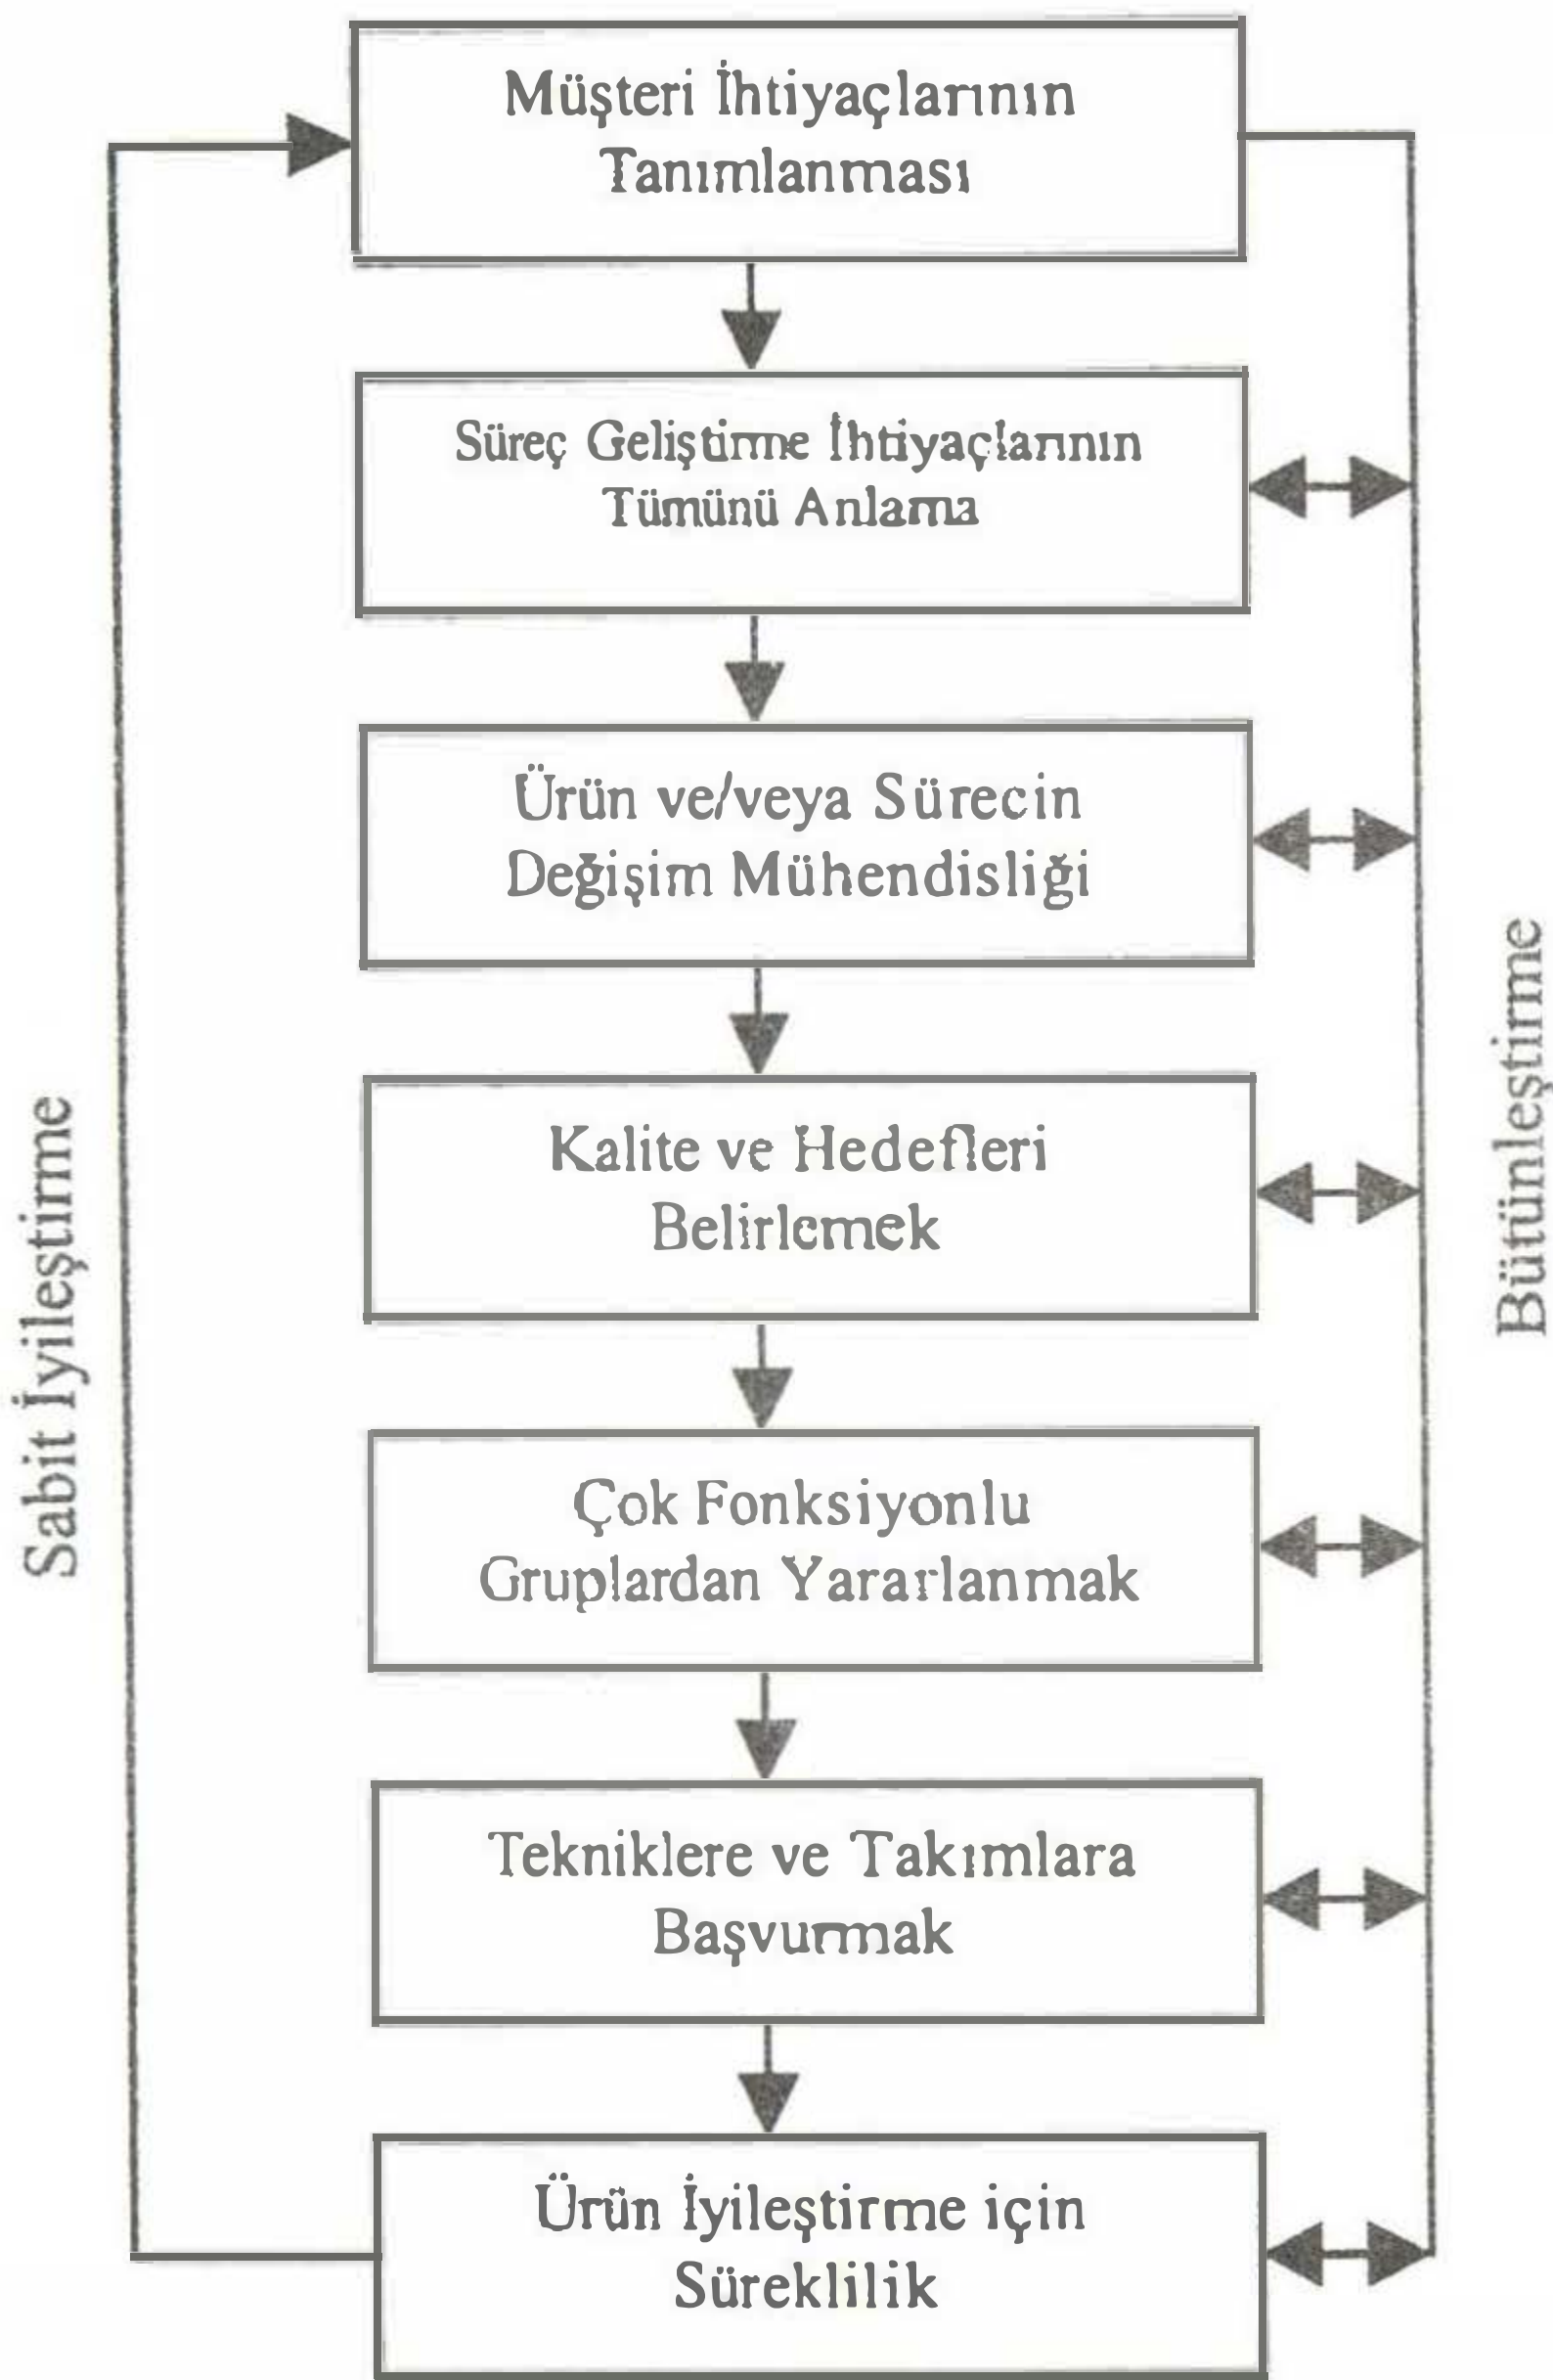 Müşteri İhtiyaçlarının
Tanımlanması
Süreç Geliştirme İhtiyaçlarının
Tümünü Anlama
Ürün ve/veya Sürecin
Değişim Mühendisliği
Kalite ve Hedefleri
Belirlemek
Çok Fonksiyonlu
Gruplardan Yararlanmak
Tekniklere ve Takımlara
Başvurmak
Ürün İyileştirme için
Süreklilik
Sabit İyileştirme
Bütünleştirme